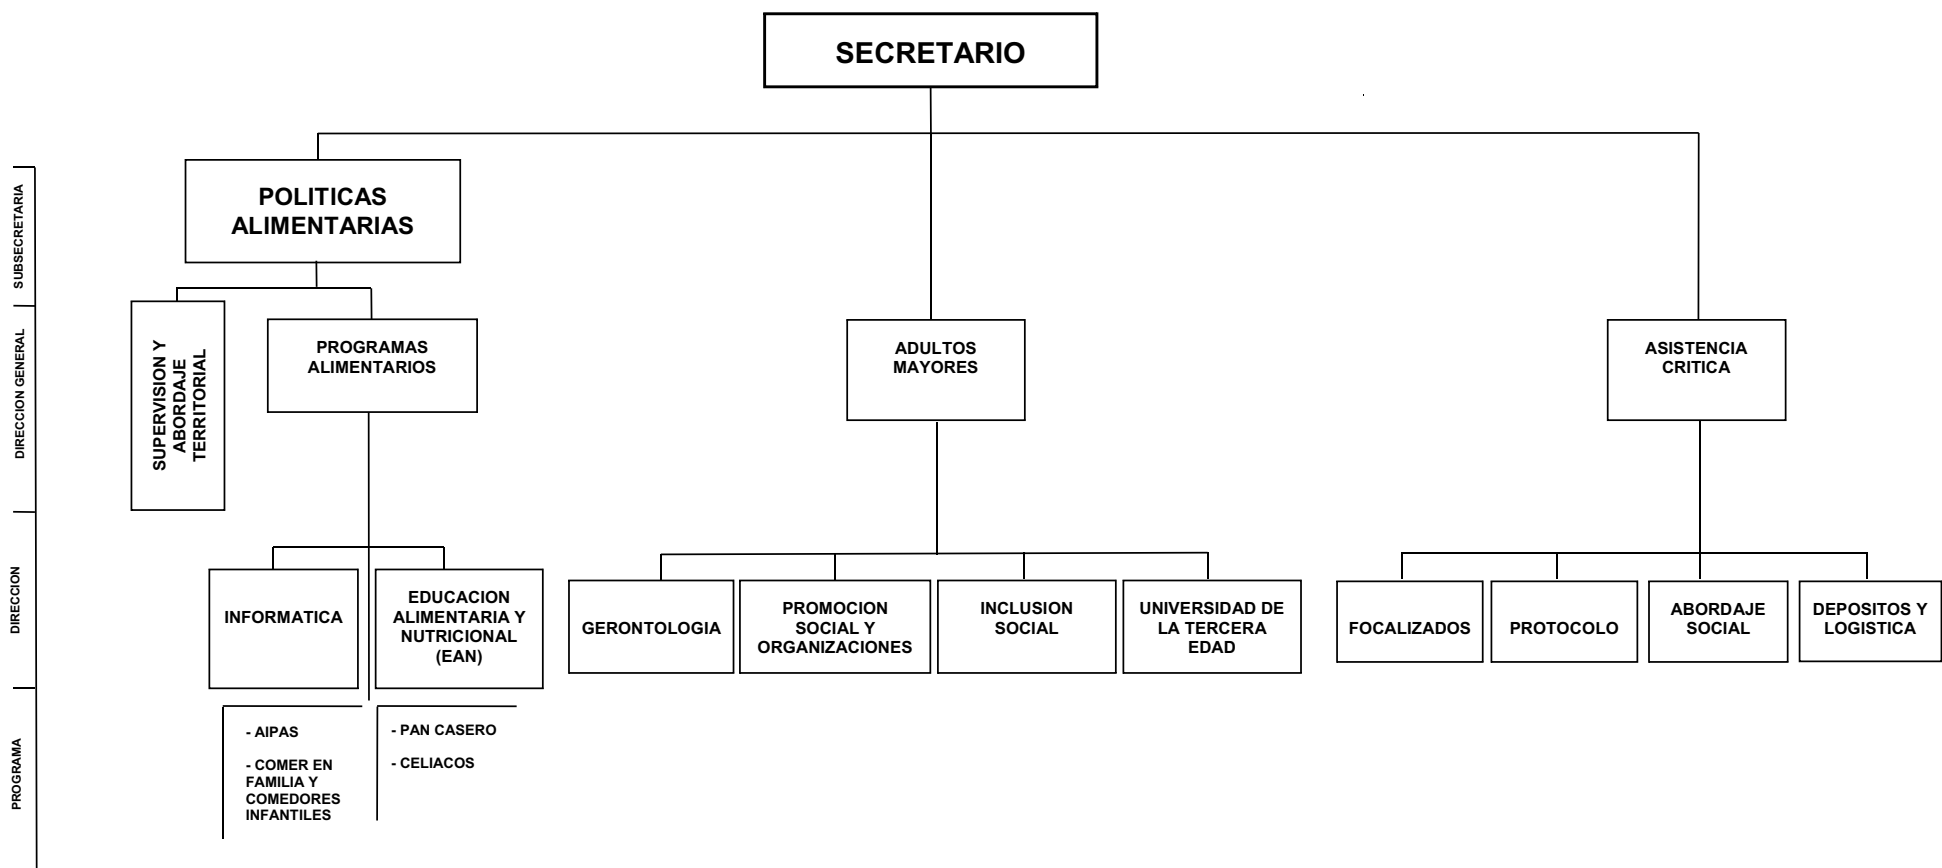 SECRETARIO
SUBSECRETARIA
POLITICAS
ALIMENTARIAS
DIRECCION GENERAL
SUPERVISION Y
ABORDAJE
TERRITORIAL
PROGRAMAS
ALIMENTARIOS
ADULTOS
MAYORES
ASISTENCIA
CRITICA
DIRECCION
INFORMATICA
EDUCACION
ALIMENTARIA Y
NUTRICIONAL
(EAN)
GERONTOLOGIA
PROMOCION
SOCIAL Y
ORGANIZACIONES
INCLUSION
SOCIAL
UNIVERSIDAD DE
LA TERCERA
EDAD
FOCALIZADOS
PROTOCOLO
ABORDAJE
SOCIAL
DEPOSITOS Y
LOGISTICA
PROGRAMA
- AIPAS
- COMER EN
FAMILIA Y
COMEDORES
INFANTILES
- PAN CASERO
- CELIACOS